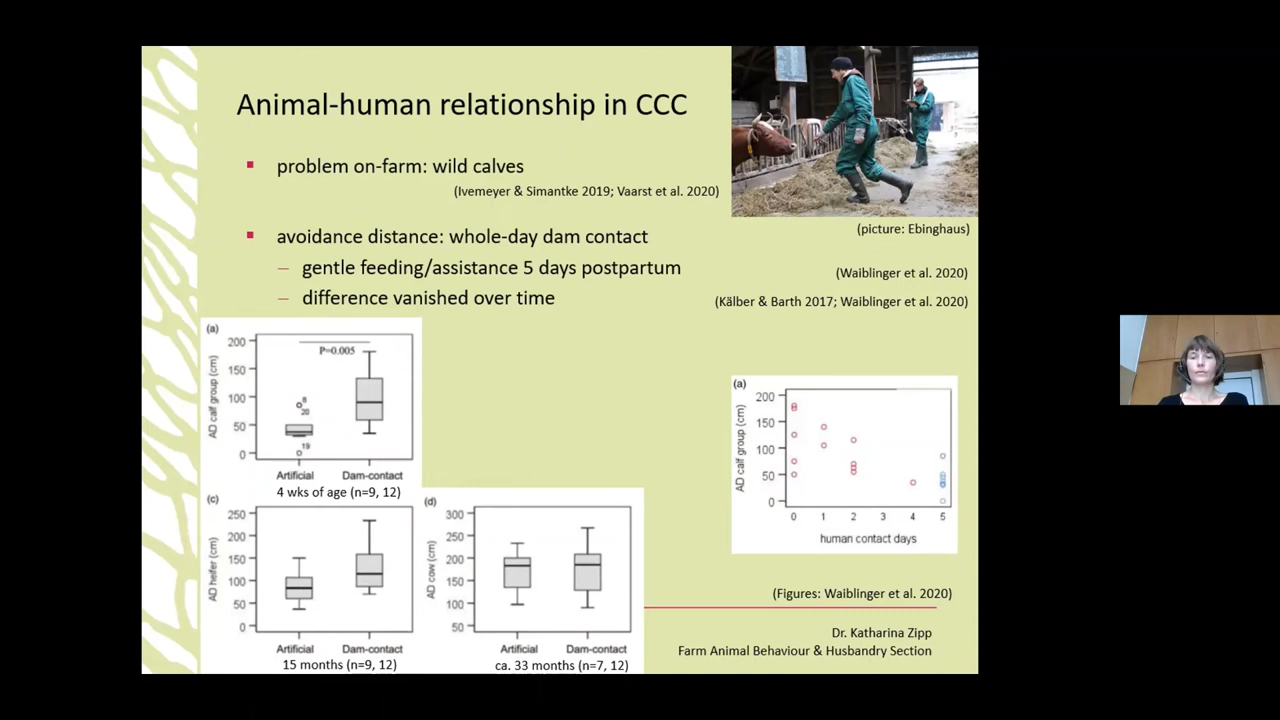 Animal-human relationship in CCC
problem on-farm: wild calves
(Ivemeyer & Simantke 2019; Vaarst et al. 2020)
avoidance distance: whole-day dam contact
– gentle feeding/assistance 5 days postpartum
– difference vanished over time
(picture: Ebinghaus)
(Waiblinger et al. 2020)
(Kälber & Barth 2017; Waiblinger et al. 2020)
(a)
AD calf group (cm)
200
150
100
50
0
P=0.005
8
20
19
Artificial Dam-contact
4 wks of age (n=9, 12)
(c)
AD heifer (cm)
250
200
150
100
50
0
Artificial Dam-contact
15 months (n=9, 12)
(d)
AD cow (cm)
300
250
200
150
100
50
Artificial Dam-contact
ca. 33 months (n=7, 12)
(a)
AD calf group (cm)
200
150
100
50
0
0 1 2 3 4 5
human contact days
(Figures: Waiblinger et al. 2020)
Dr. Katharina Zipp
Farm Animal Behaviour & Husbandry Section